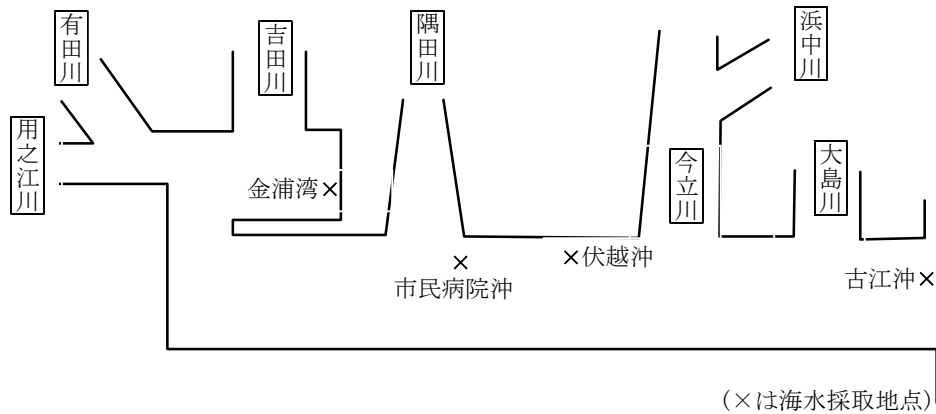 有田川
吉田川
隅田川
浜中川
用之江川
今立川
大島川
金浦湾×
×伏越沖
市民病院沖
古江沖×
(×は海水採取地点)